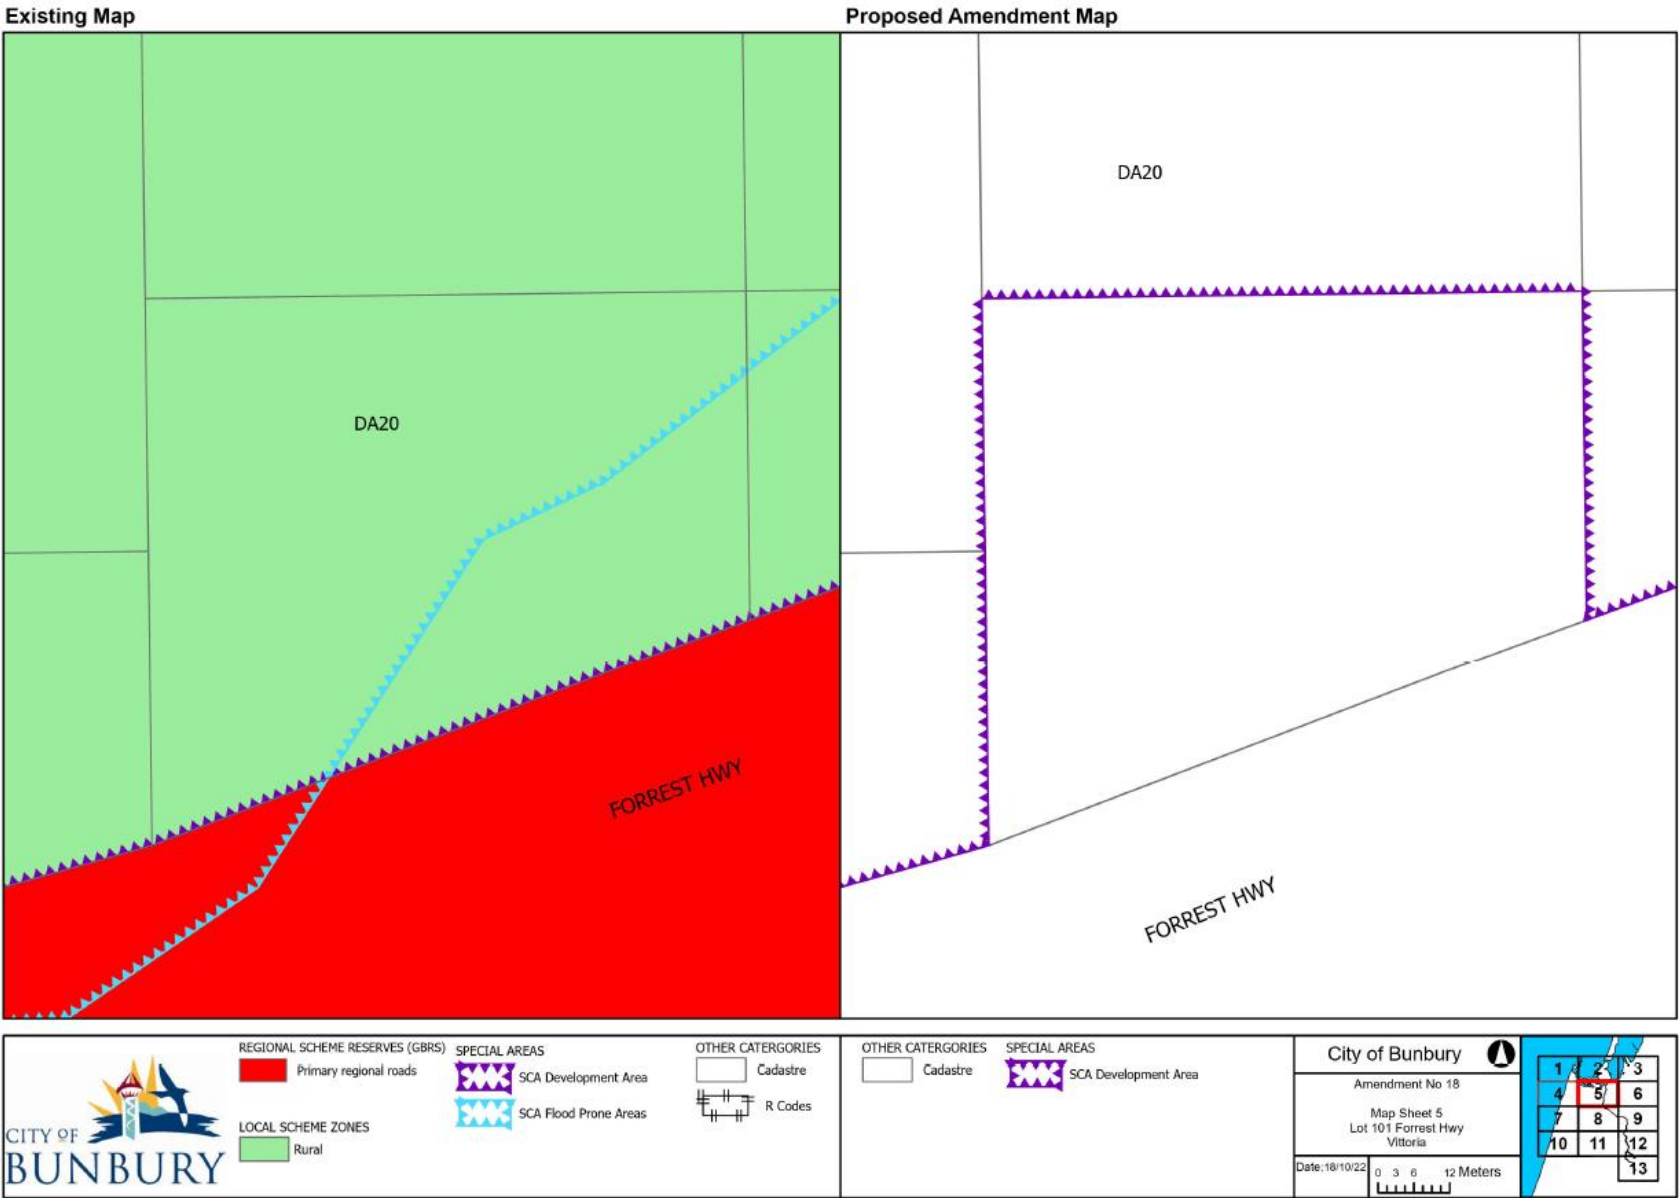 Existing Map
Proposed Amendment Map
DA20
FORREST HWY
DA20
FORREST HWY
CITY OF
BUNBURY
REGIONAL SCHEME RESERVES (GBRS)
Primary regional roads
LOCAL SCHEME ZONES
Rural
SPECIAL AREAS
SCA Development Area
SCA Flood Prone Areas
OTHER CATERGORIES
Cadastre
R Codes
OTHER CATERGORIES
Cadastre
SPECIAL AREAS
SCA Development Area
City of Bunbury
Amendment No 18
Map Sheet 5
Lot 101 Forrest Hwy
Vittoria
Date:18/10/22
0 3 6 12 Meters
1 2 3
4 5 6
7 8 9
10 11 12
13